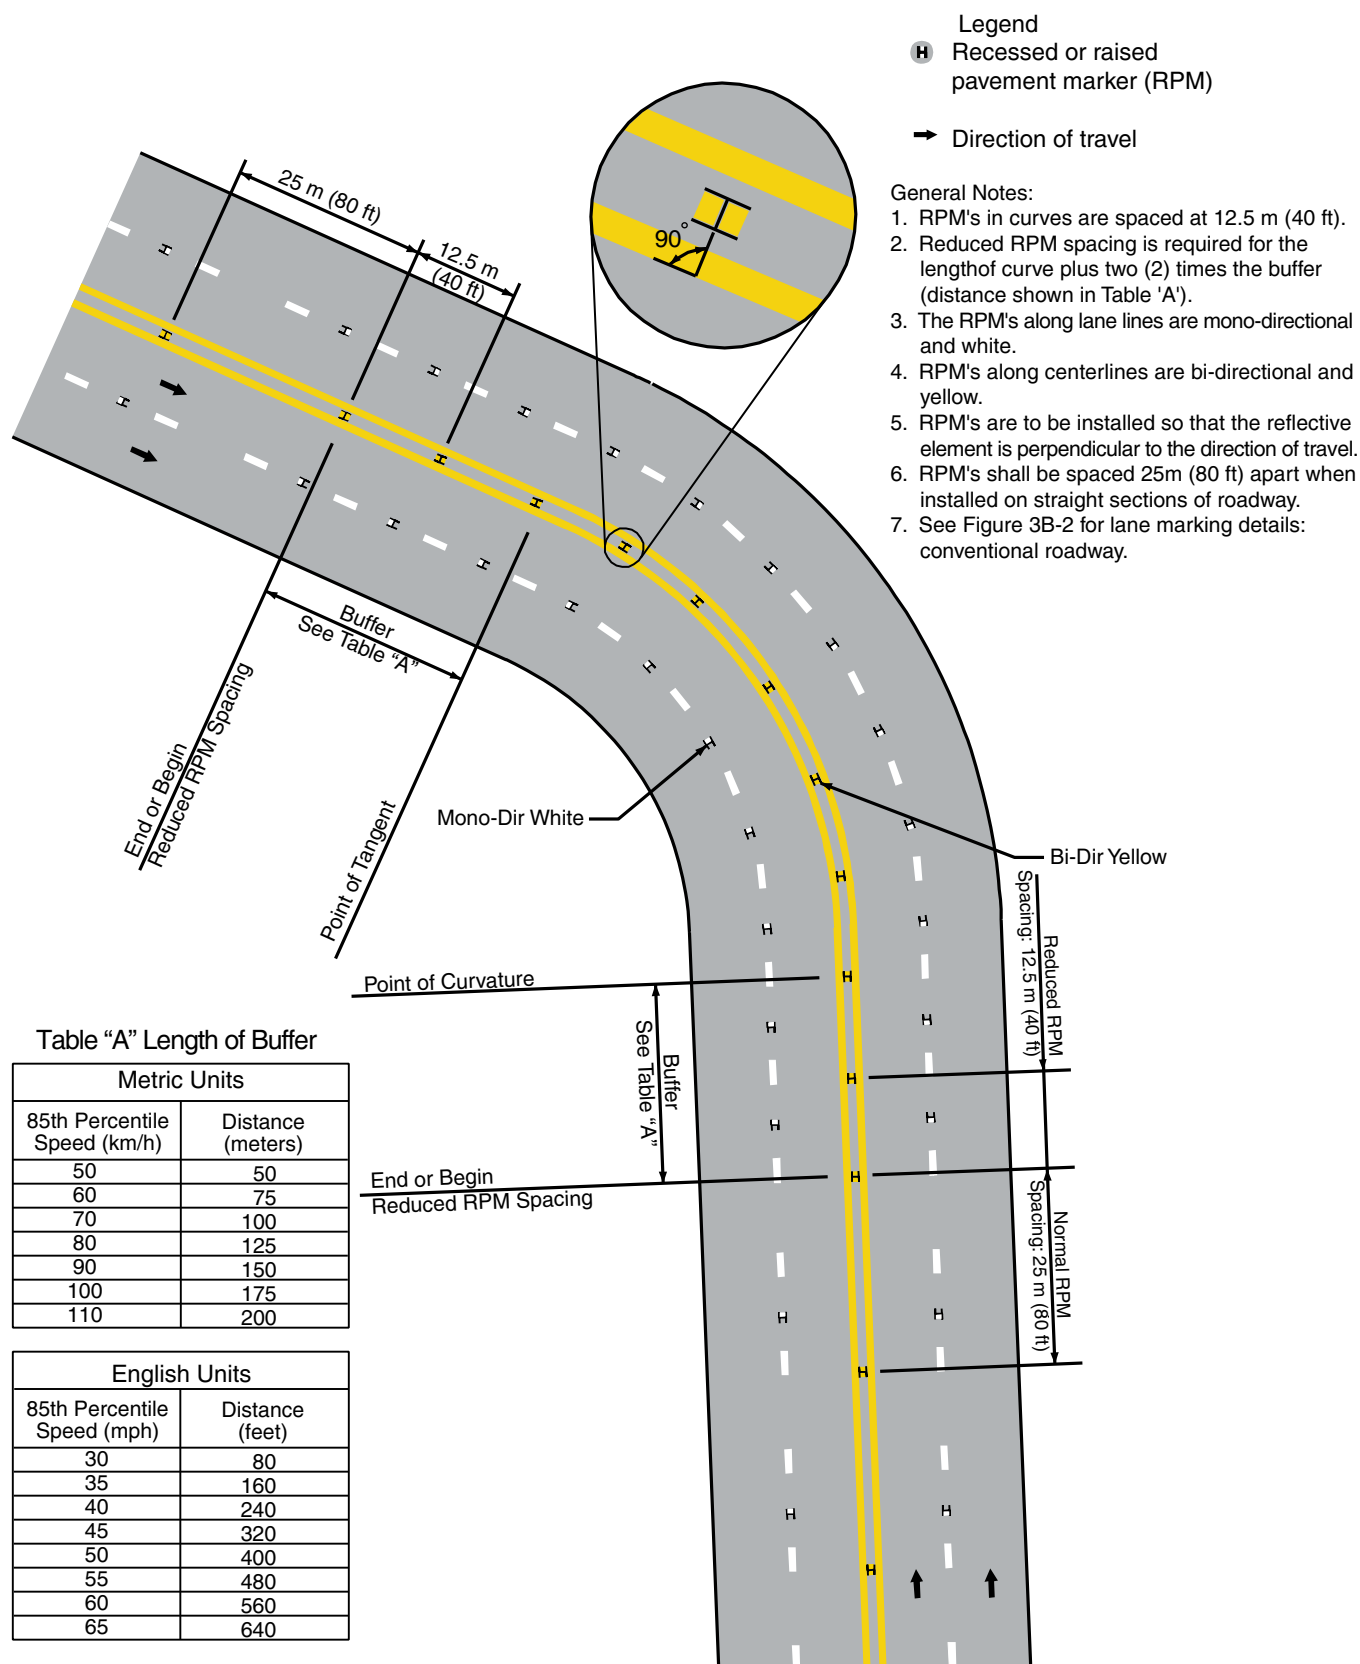 Legend
H Recessed or raised
pavement marker (RPM)
Direction of travel
General Notes:
1. RPM's in curves are spaced at 12.5 m (40 ft).
2. Reduced RPM spacing is required for the
lengthof curve plus two (2) times the buffer
(distance shown in Table 'A').
3. The RPM's along lane lines are mono-directional
and white.
4. RPM's along centerlines are bi-directional and
yellow.
5. RPM's are to be installed so that the reflective
element is perpendicular to the direction of travel.
6. RPM's shall be spaced 25m (80 ft) apart when
installed on straight sections of roadway.
7. See Figure 3B-2 for lane marking details:
conventional roadway.
25 m (80 ft)
12.5 m
(40 ft)
90°
Buffer
See Table “A”
End or Begin
Reduced RPM Spacing
Point of Tangent
Mono-Dir White
Bi-Dir Yellow
Reduced RPM
Spacing: 12.5 m (40 ft)
Point of Curvature
Buffer
See Table “A”
End or Begin
Reduced RPM Spacing
Normal RPM
Spacing: 25 m (80 ft)
Table “A” Length of Buffer
Metric Units
85th Percentile Distance
Speed (km/h) (meters)
50 50
60 75
70 100
80 125
90 150
100 175
110 200
English Units
85th Percentile Distance
Speed (mph) (feet)
30 80
35 160
40 240
45 320
50 400
55 480
60 560
65 640